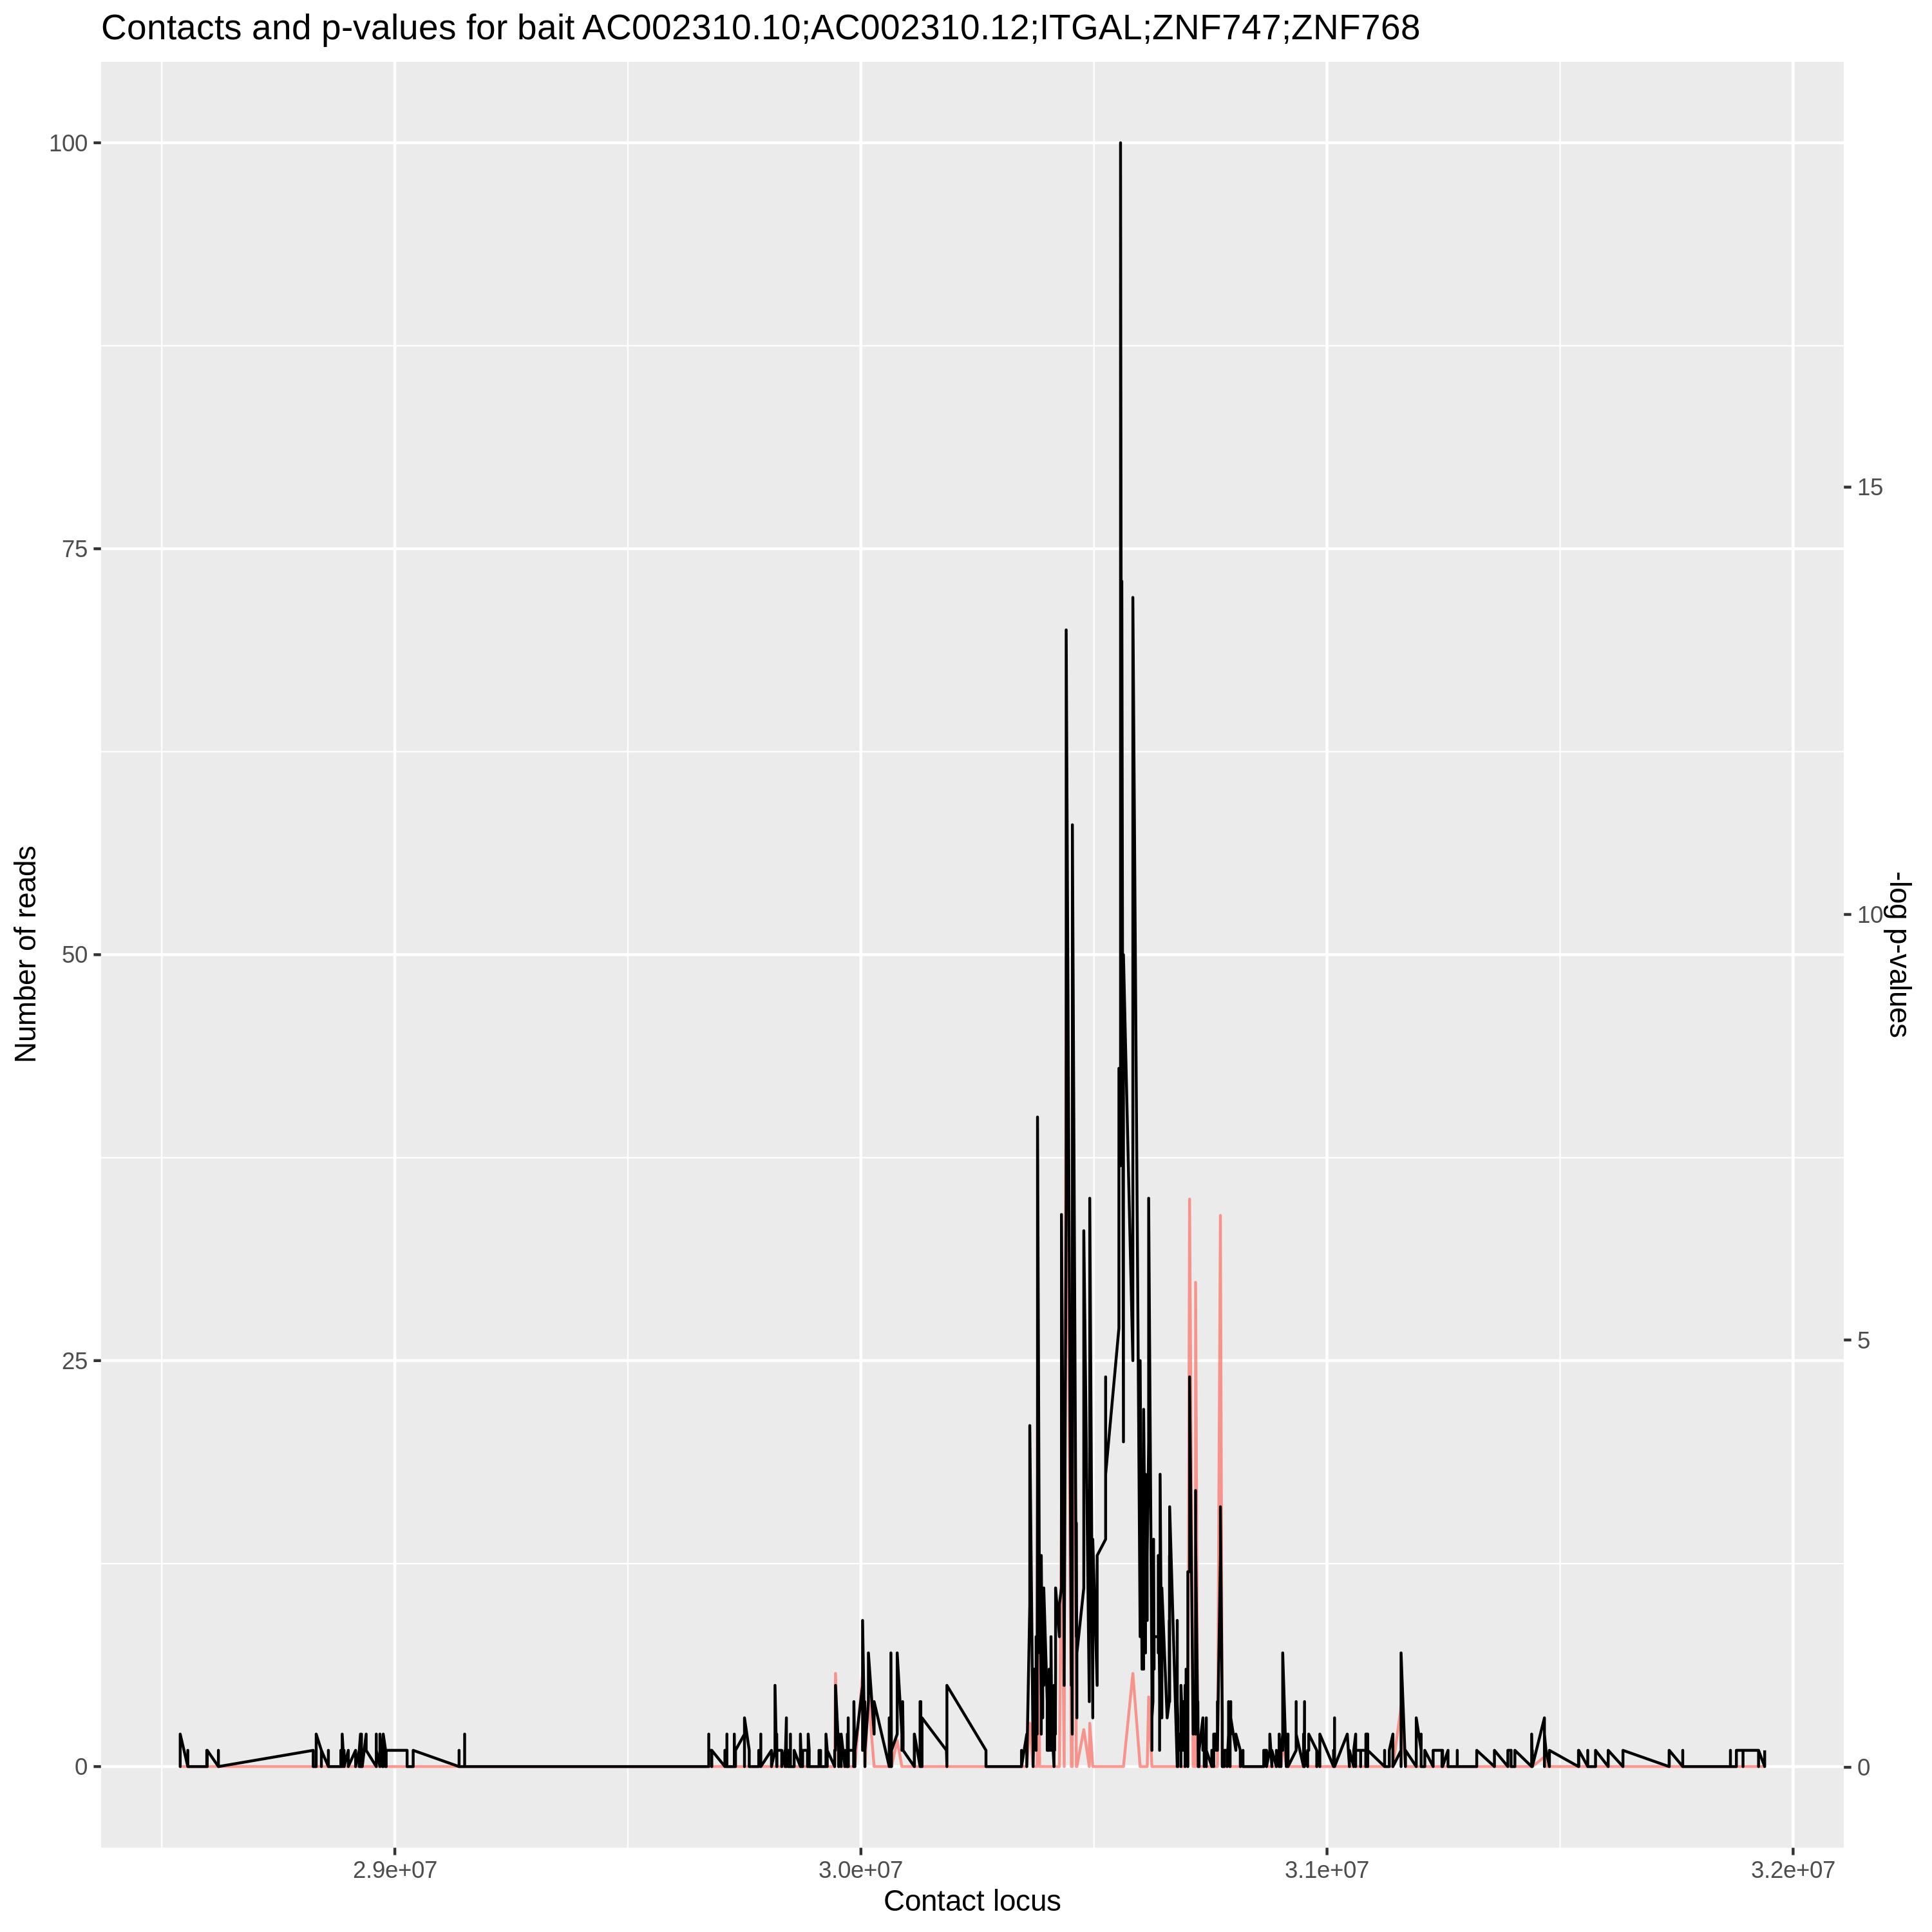 Contacts and p-values for bait AC002310.10;AC002310.12;ITGAL;ZNF747;ZNF768
100
75
50
25
0
Number of reads
15
10
5
0
-log p-values
2.9e+07
3.0e+07
3.1e+07
3.2e+07
Contact locus